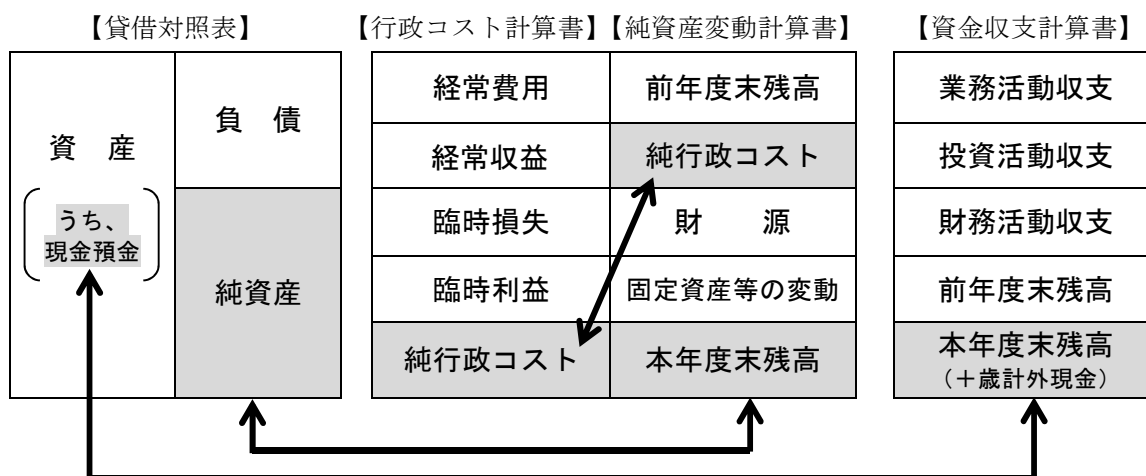 【貸借対照表】
【行政コスト計算書】【純資産変動計算書】
【資金収支計算書】
資　産
うち、
現金預金
負　債
純資産
経常費用
経常収益
臨時損失
臨時利益
純行政コスト
前年度末残高
純行政コスト
財　　源
固定資産等の変動
本年度末残高
業務活動収支
投資活動収支
財務活動収支
前年度末残高
本年度末残高
（＋歳計外現金）